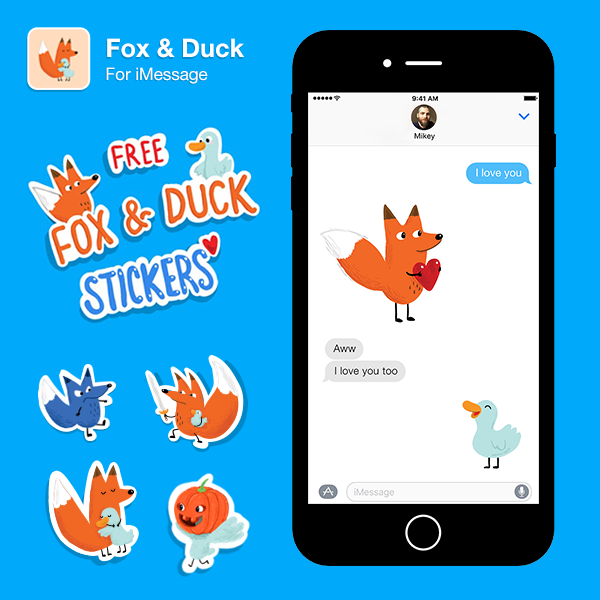 Fox & Duck
For iMessage
FREE
FOX & DUCK
STICKERS
9:41 AM
Mikey
I love you
Aww
I love you too
iMessage